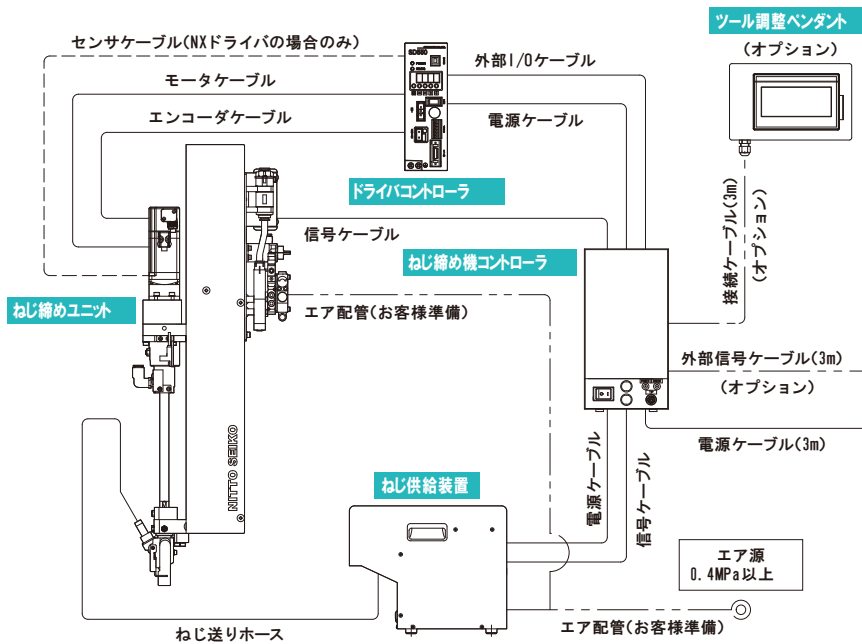 センサケーブル(NXドライバの場合のみ)
モータケーブル
エンコーダケーブル
SD550
外部I/Oケーブル
電源ケーブル
ツール調整ペンダント
(オプション)
ドライバコントローラ
信号ケーブル
ねじ締め機コントローラ
接続ケーブル(3m)
(オプション)
ねじ締めユニット
エア配管(お客様準備)
外部信号ケーブル(3m)
(オプション)
電源ケーブル(3m)
NITTO SEIKO
ねじ供給装置
電源ケーブル
信号ケーブル
エア源
0.4MPa以上
ねじ送りホース
エア配管(お客様準備)